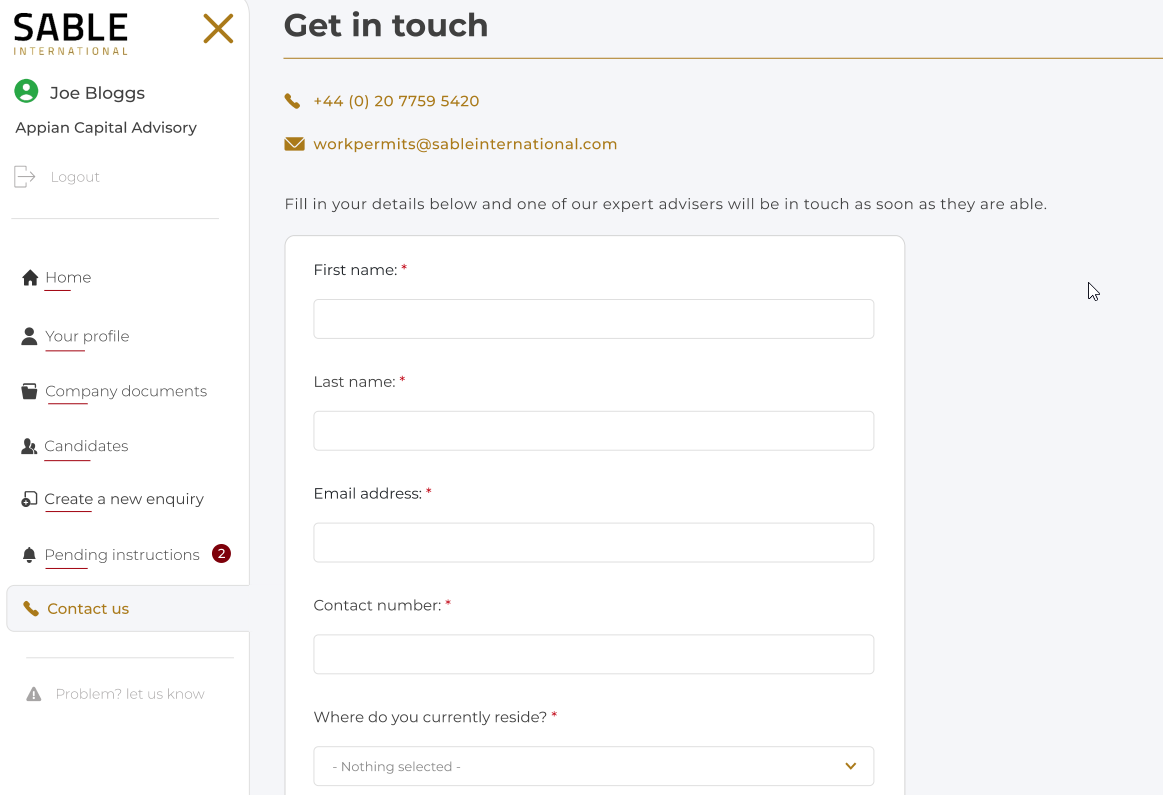 SABLE
INTERNATIONAL
Joe Bloggs
Appian Capital Advisory
Logout
Home
Your profile
Company documents
Candidates
Create a new enquiry
Pending instructions 2
Contact us
Problem? let us know
Get in touch
+44 (0) 20 7759 5420
workpermits@sableinternational.com
Fill in your details below and one of our expert advisers will be in touch as soon as they are able.
First name: *
Last name: *
Email address: *
Contact number: *
Where do you currently reside? *
- Nothing selected -